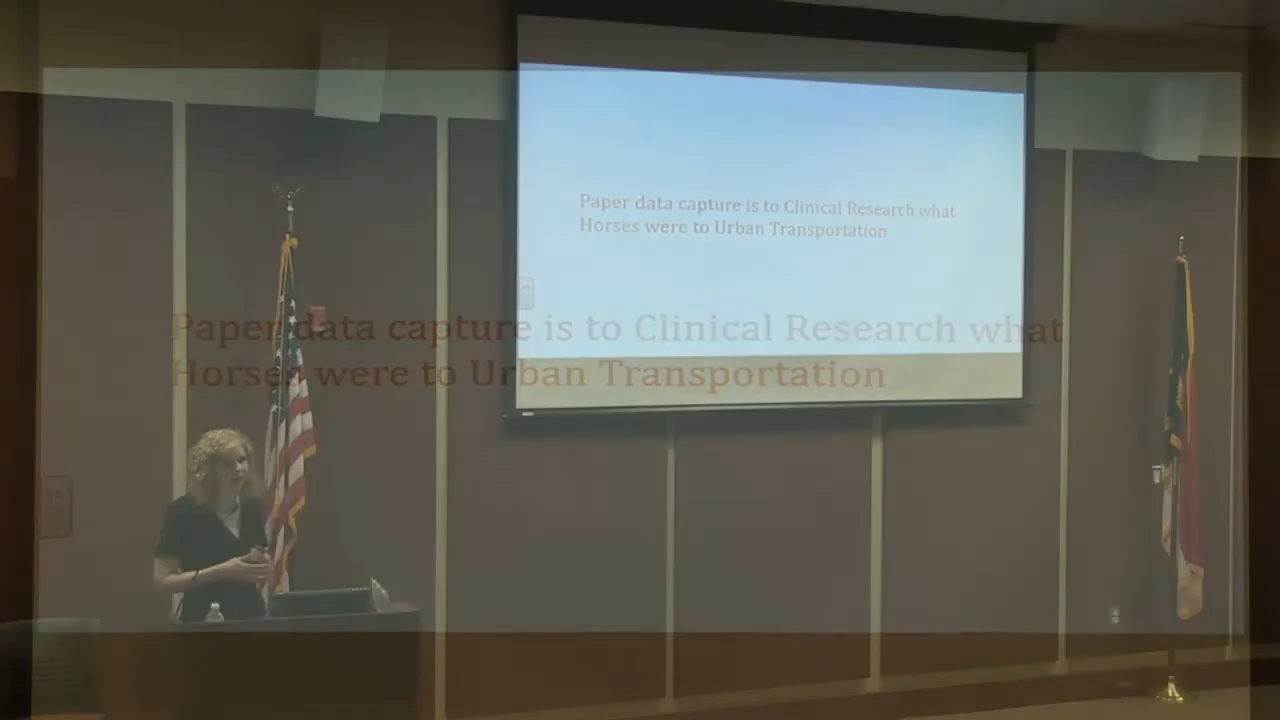 Paper data capture is to Clinical Research what
Horses were to Urban Transportation
Paper data capture is to Clinical Research what
Horses were to Urban Transportation